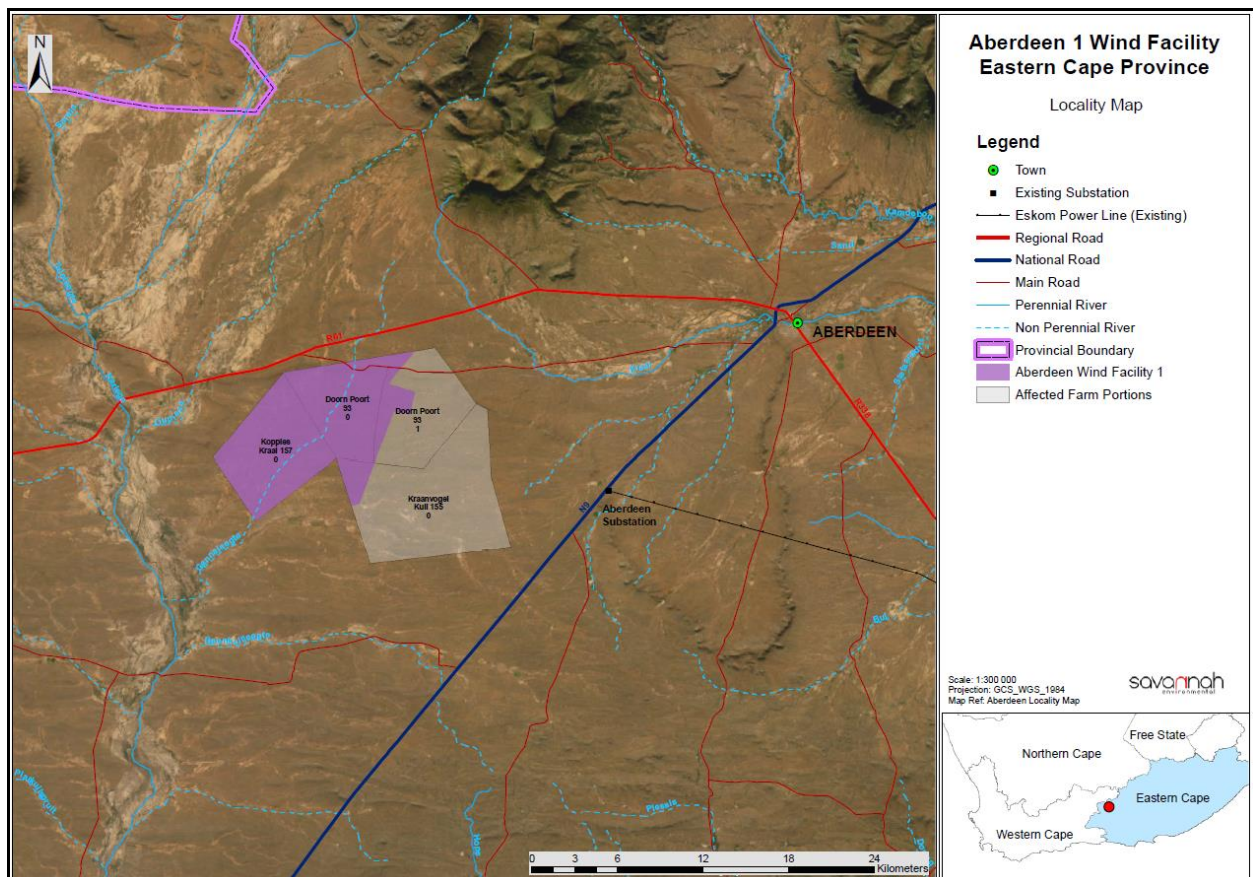 N
Aberdeen 1 Wind Facility
Eastern Cape Province
Locality Map
Legend
Town
Existing Substation
Eskom Power Line (Existing)
Regional Road
National Road
Main Road
Perennial River
Non Perennial River
Provincial Boundary
Aberdeen Wind Facility 1
Affected Farm Portions
Sand
R61
ABERDEEN
Doorn Poort
93
0
Doorn Poort
93
1
Kopples
Kraal 157
0
Kraanvogal
Kuil 155
0
N9
Aberdeen
Substation
Plessis
0 3 6 12 18 24
Kilometers
Scale: 1:300 000
Projection: GCS_WGS_1984
Map Ref: Aberdeen Locality Map
savannah
environmental
Free State
Northern Cape
Eastern Cape
Western Cape